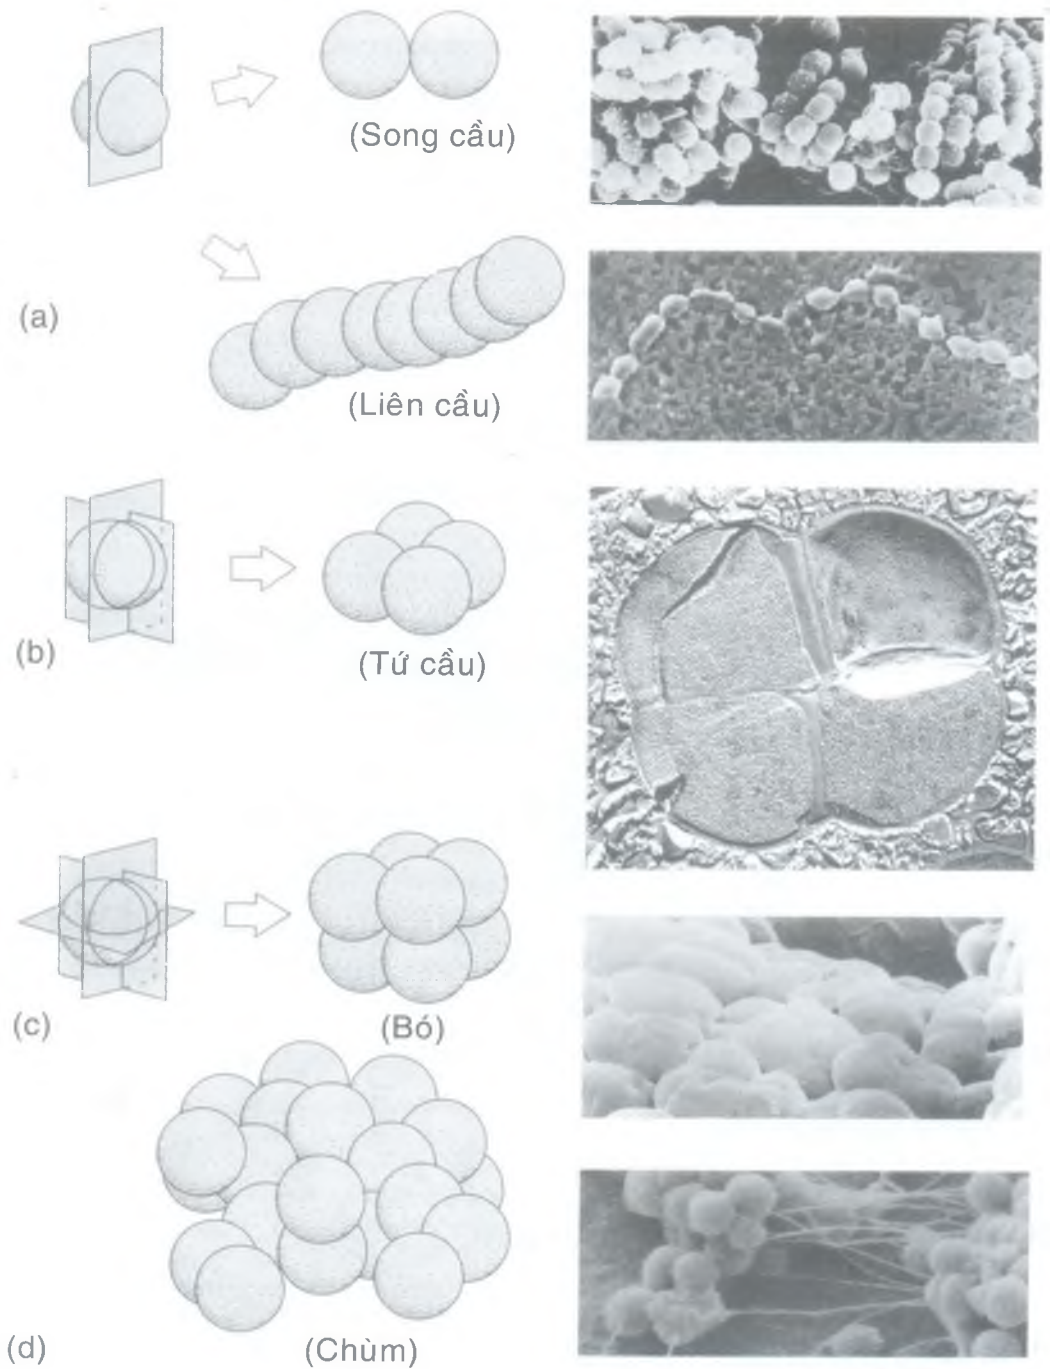 (Song cầu)
(a)
(Liên cầu)
(b)
(Tứ cầu)
(c)
(Bó)
(d)
(Chùm)